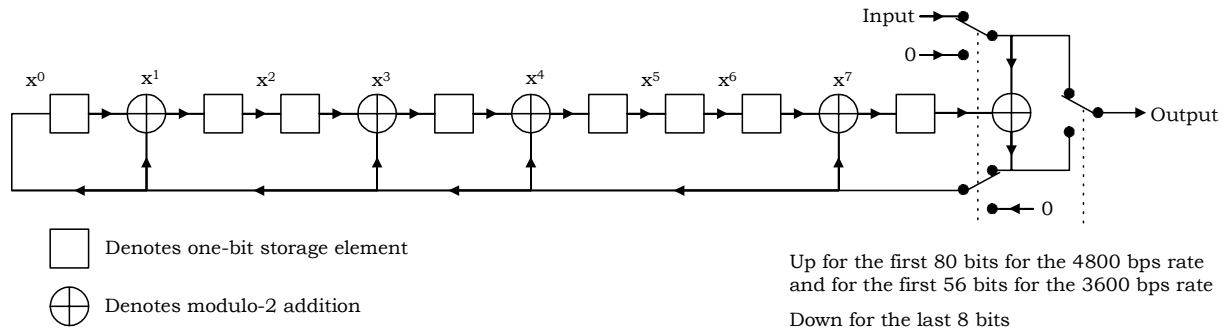 Input
0
x⁰ x¹ x² x³ x⁴ x⁵ x⁶ x⁷
Output
0
Denotes one-bit storage element
Denotes modulo-2 addition
Up for the first 80 bits for the 4800 bps rate
and for the first 56 bits for the 3600 bps rate
Down for the last 8 bits